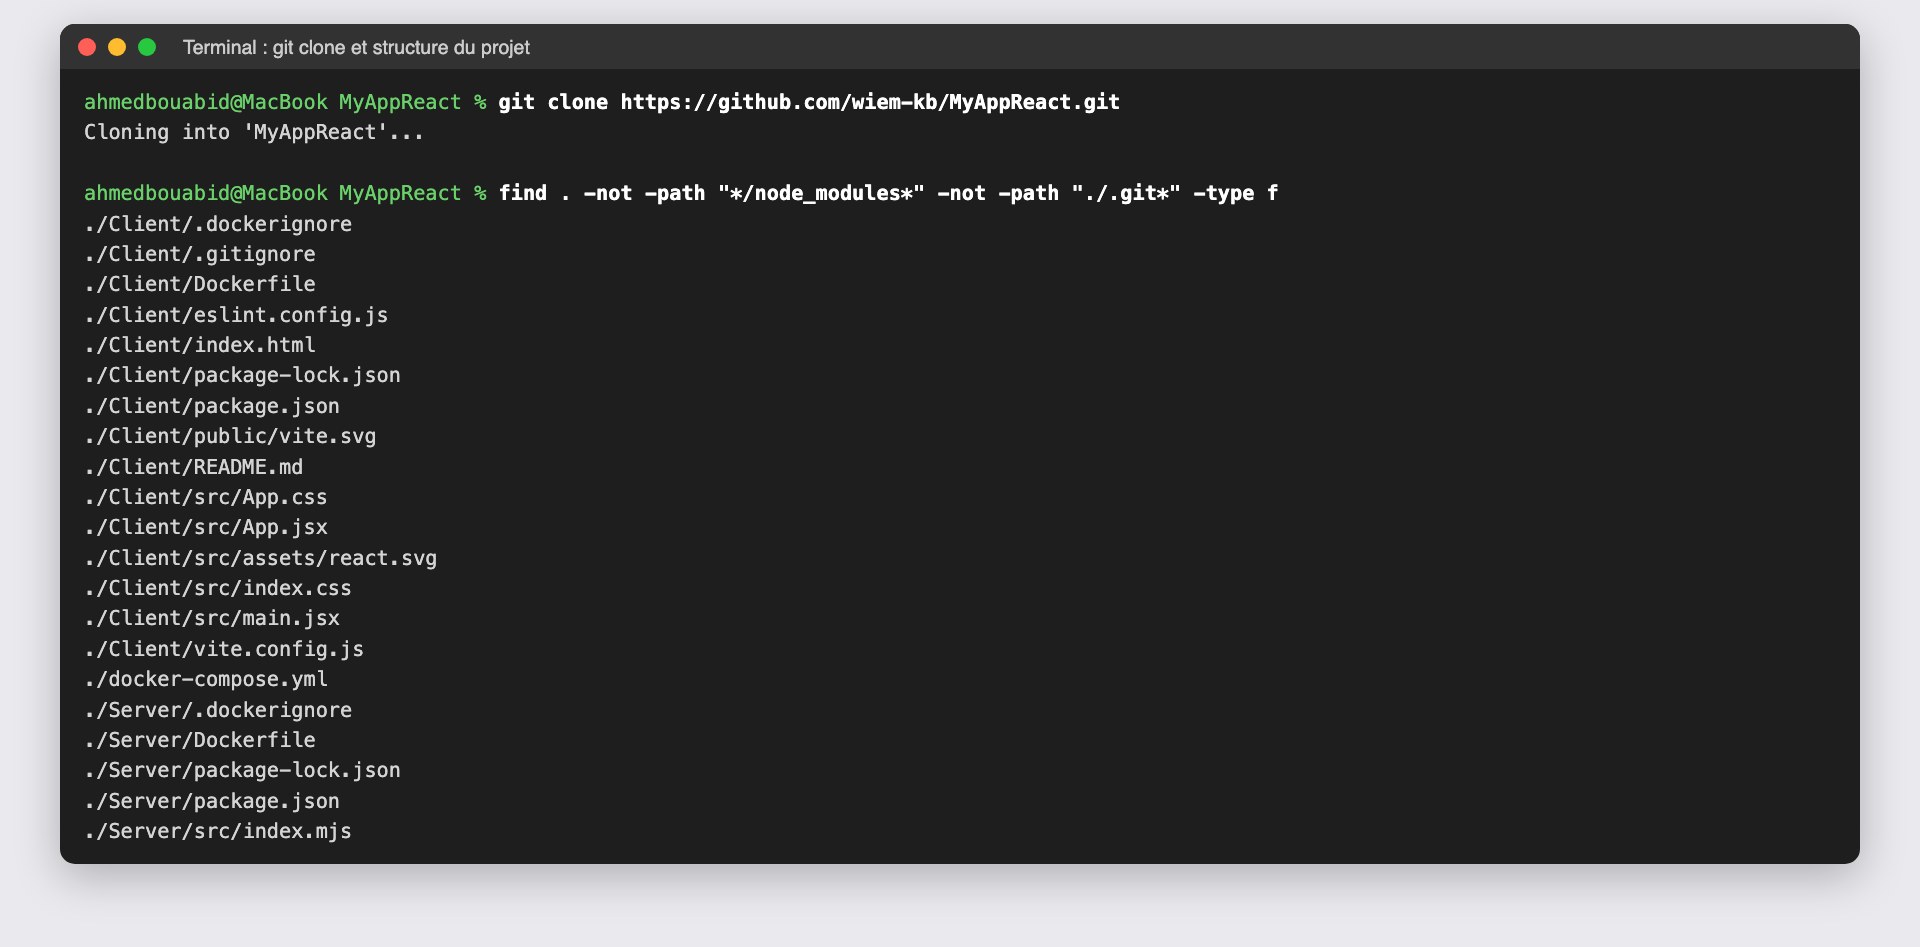 Terminal : git clone et structure du projet
ahmedbouabid@MacBook MyAppReact % git clone https://github.com/wiem-kb/MyAppReact.git
Cloning into 'MyAppReact'...
ahmedbouabid@MacBook MyAppReact % find . -not -path "*/node_modules*" -not -path "./.git*" -type f
./Client/.dockerignore
./Client/.gitignore
./Client/Dockerfile
./Client/eslint.config.js
./Client/index.html
./Client/package-lock.json
./Client/package.json
./Client/public/vite.svg
./Client/README.md
./Client/src/App.css
./Client/src/App.jsx
./Client/src/assets/react.svg
./Client/src/index.css
./Client/src/main.jsx
./Client/vite.config.js
./docker-compose.yml
./Server/.dockerignore
./Server/Dockerfile
./Server/package-lock.json
./Server/package.json
./Server/src/index.mjs